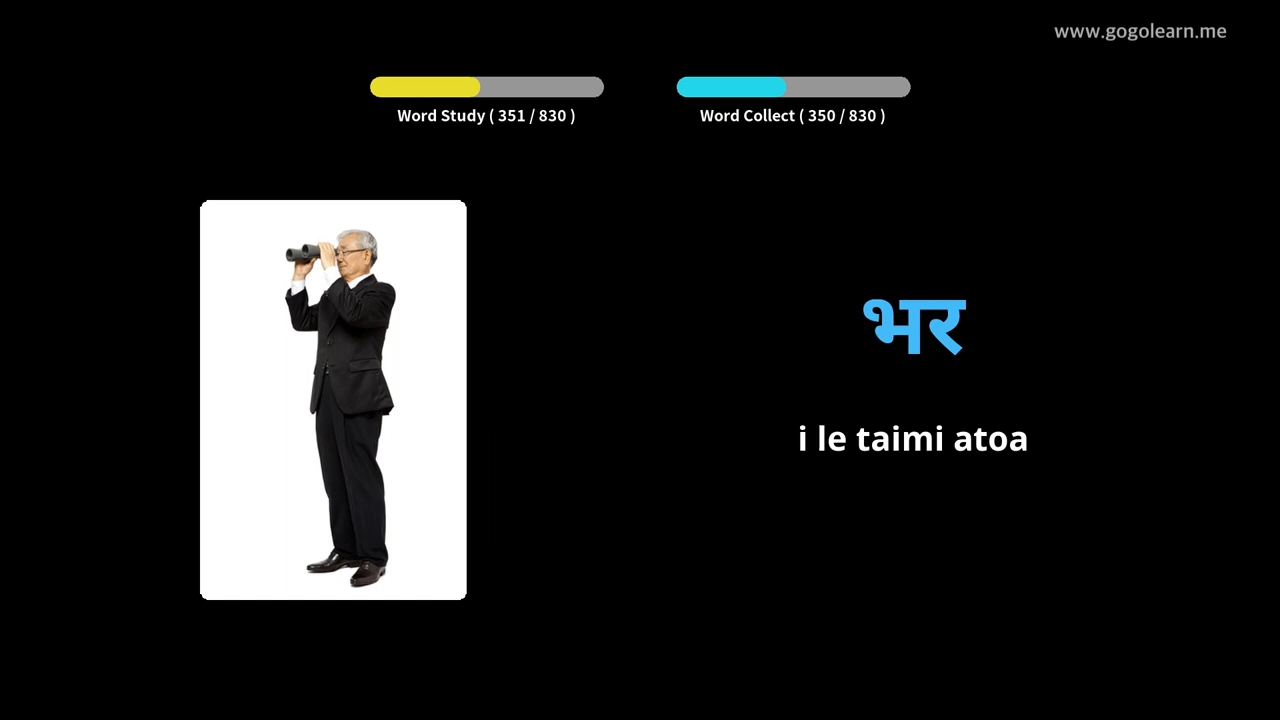 www.gogolearn.me
Word Study ( 351 / 830 )
Word Collect ( 350 / 830 )
भर
i le taimi atoa